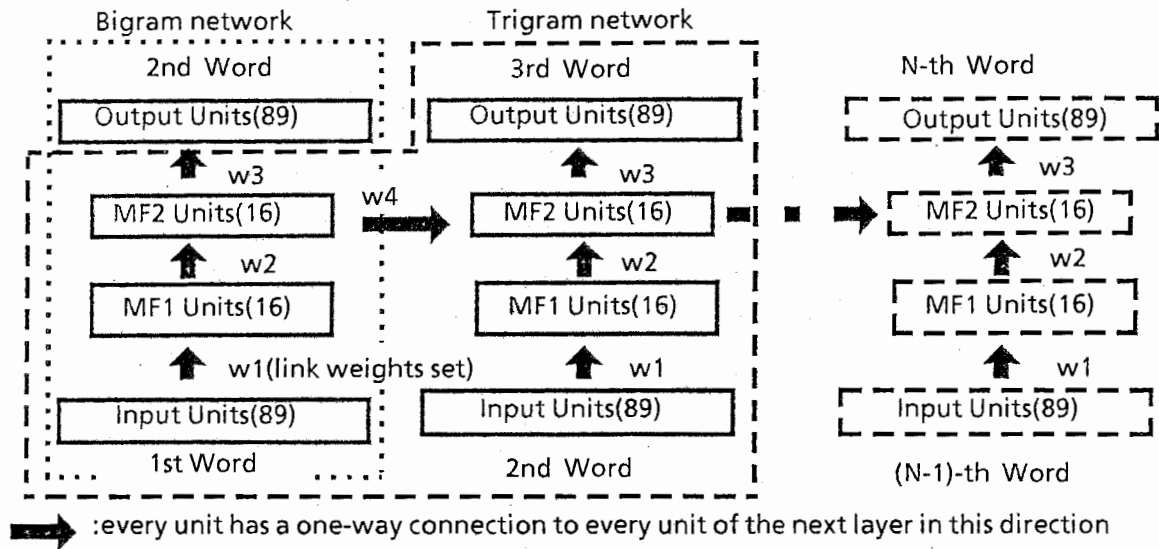 Bigram network
Trigram network
2nd Word
3rd Word
N-th Word
Output Units(89)
Output Units(89)
Output Units(89)
w3
w3
w3
w4
MF2 Units(16)
MF2 Units(16)
MF2 Units(16)
w2
w2
w2
MF1 Units(16)
MF1 Units(16)
MF1 Units(16)
w1(link weights set)
w1
w1
Input Units(89)
Input Units(89)
Input Units(89)
1st Word
2nd Word
(N-1)-th Word
:every unit has a one-way connection to every unit of the next layer in this direction